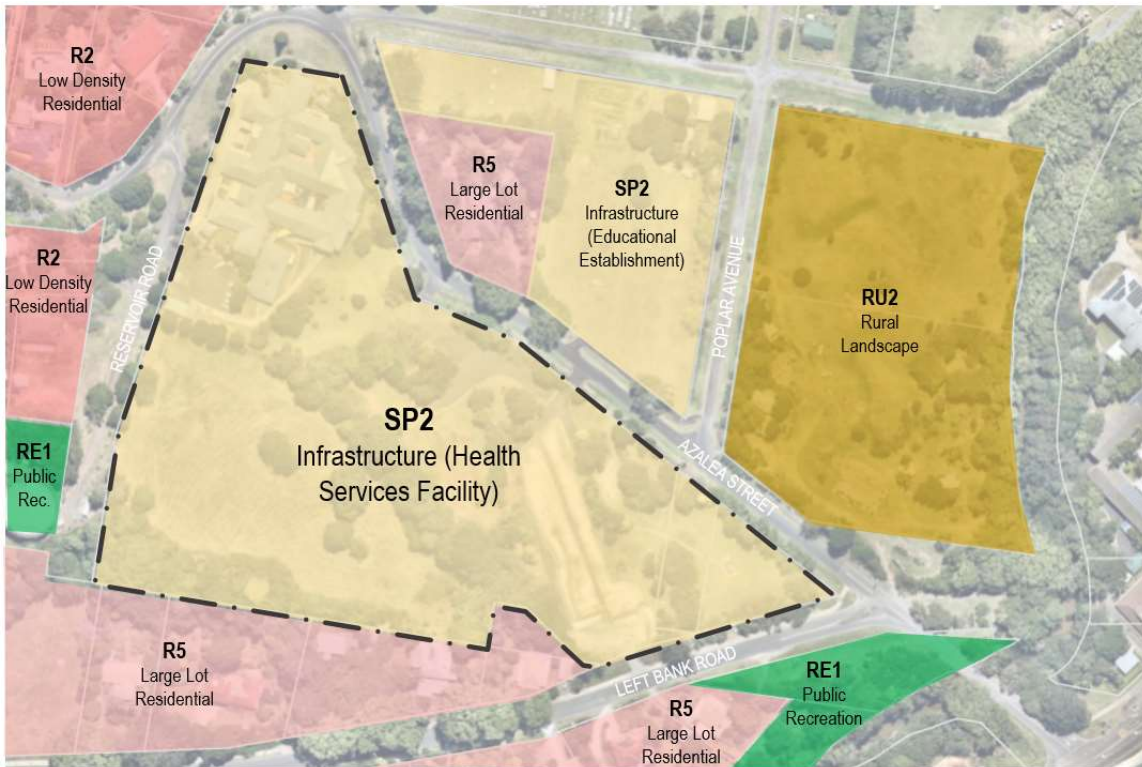 R2
Low Density
Residential
R5
Large Lot
Residential
SP2
Infrastructure
(Educational
Establishment)
R2
Low Density
Residential
RESERVOIR ROAD
POPLAR AVENUE
RU2
Rural
Landscape
SP2
Infrastructure (Health
Services Facility)
RE1
Public
Rec.
AZALEA STREET
R5
Large Lot
Residential
LEFT BANK ROAD
RE1
Public
Recreation
R5
Large Lot
Residential